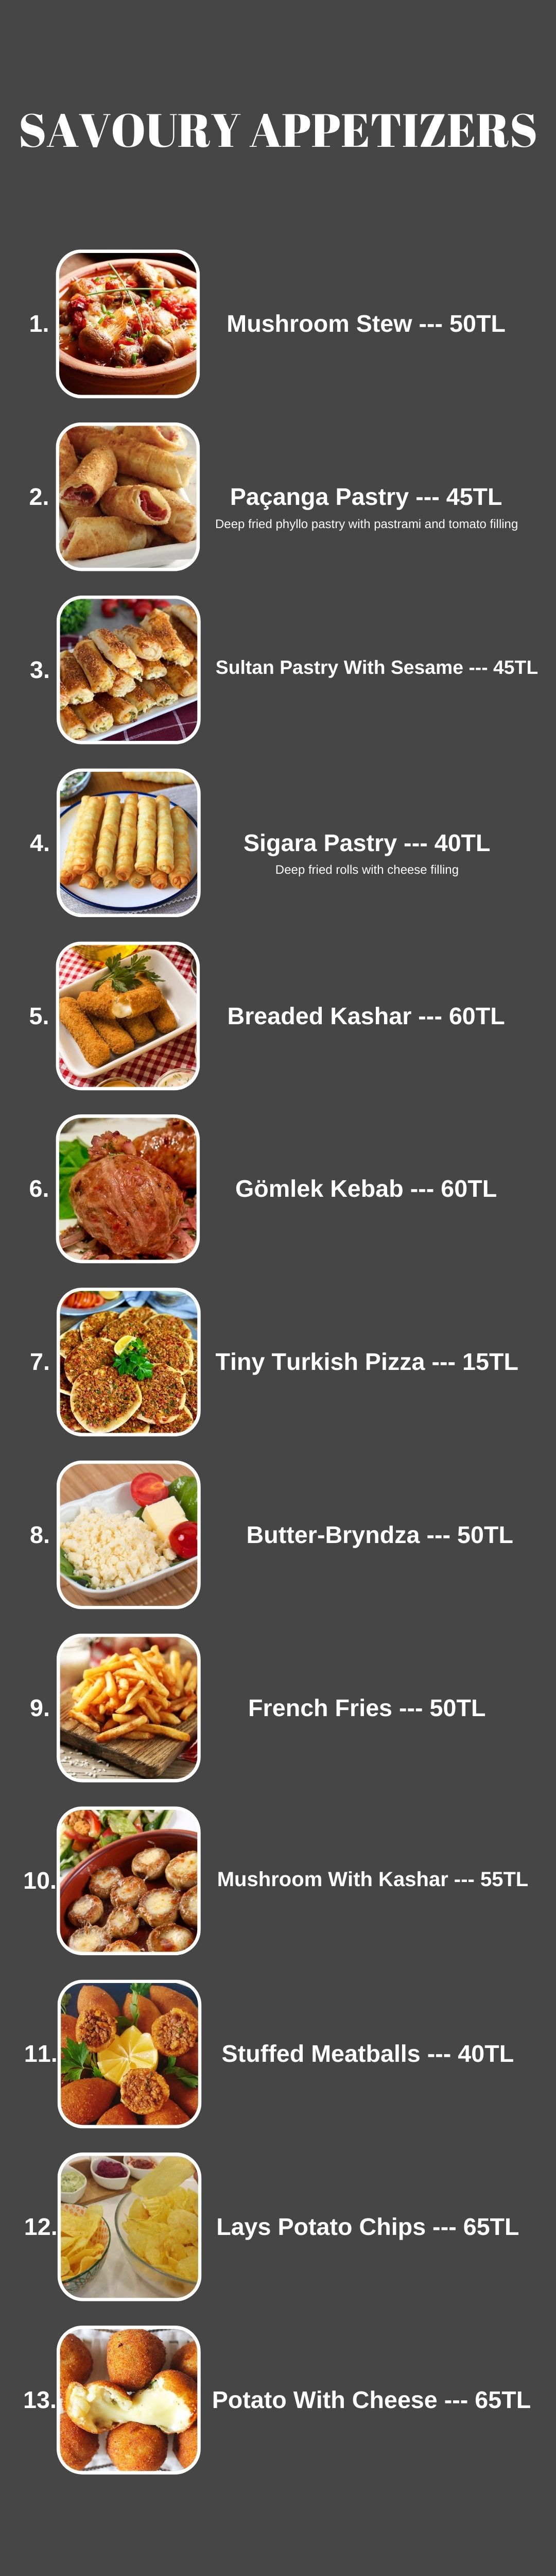 SAVOURY APPETIZERS
1. Mushroom Stew --- 50TL
2. Paçanga Pastry --- 45TL
Deep fried phyllo pastry with pastrami and tomato filling
3. Sultan Pastry With Sesame --- 45TL
4. Sigara Pastry --- 40TL
Deep fried rolls with cheese filling
5. Breaded Kashar --- 60TL
6. Gömlek Kebab --- 60TL
7. Tiny Turkish Pizza --- 15TL
8. Butter-Bryndza --- 50TL
9. French Fries --- 50TL
10. Mushroom With Kashar --- 55TL
11. Stuffed Meatballs --- 40TL
12. Lays Potato Chips --- 65TL
13. Potato With Cheese --- 65TL